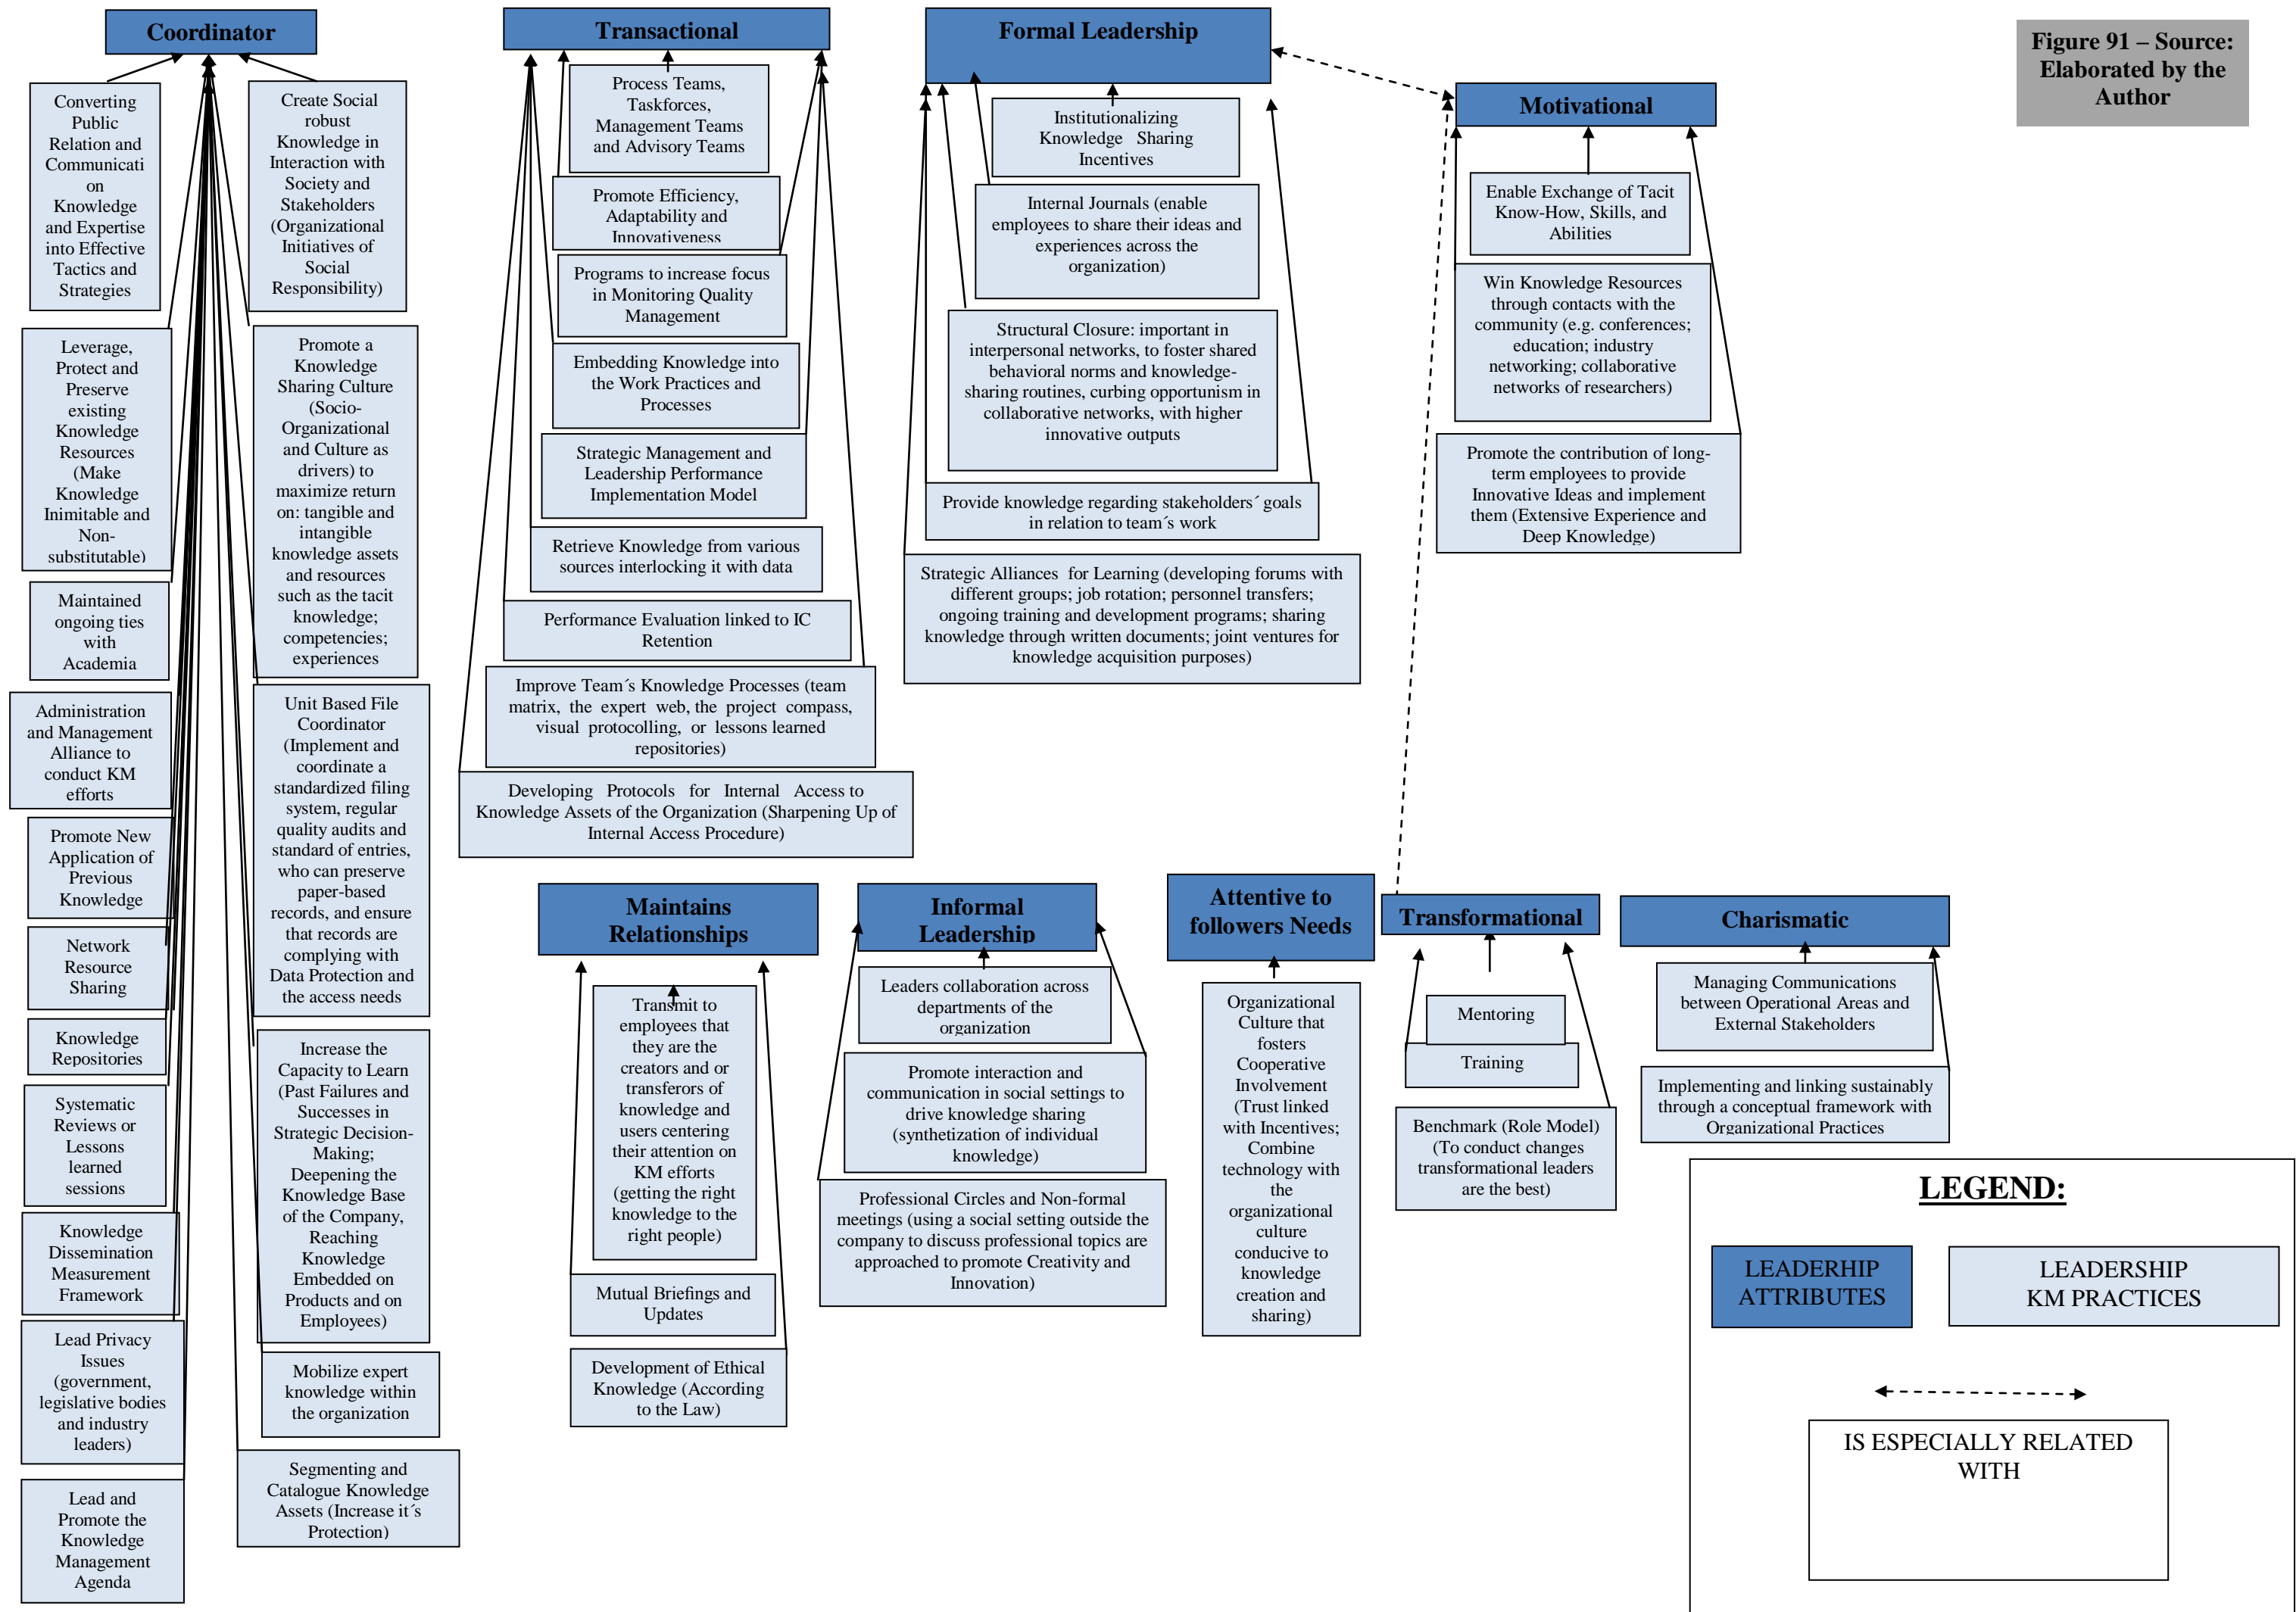 Coordinator
Converting
Public
Relation and
Communicati
on
Knowledge
and Expertise
into Effective
Tactics and
Strategies
Create Social
robust
Knowledge in
Interaction with
Society and
Stakeholders
(Organizational
Initiatives of
Social
Responsibility)
Leverage,
Protect and
Preserve
existing
Knowledge
Resources
(Make
Knowledge
Inimitable and
Non-
substitutable)
Promote a
Knowledge
Sharing Culture
(Socio-
Organizational
and Culture as
drivers) to
maximize return
on: tangible and
intangible
knowledge assets
and resources
such as the tacit
knowledge;
competencies;
experiences
Maintained
ongoing ties
with
Academia
Administration
and Management
Alliance to
conduct KM
efforts
Unit Based File
Coordinator
(Implement and
coordinate a
standardized filing
system, regular
quality audits and
standard of entries,
who can preserve
paper-based
records, and ensure
that records are
complying with
Data Protection and
the access needs
Promote New
Application of
Previous
Knowledge
Network
Resource
Sharing
Knowledge
Repositories
Increase the
Capacity to Learn
(Past Failures and
Successes in
Strategic Decision-
Making;
Deepening the
Knowledge Base
of the Company,
Reaching
Knowledge
Embedded on
Products and on
Employees)
Systematic
Reviews or
Lessons
learned
sessions
Knowledge
Dissemination
Measurement
Framework
Lead Privacy
Issues
(government,
legislative bodies
and industry
leaders)
Mobilize expert
knowledge within
the organization
Segmenting and
Catalogue Knowledge
Assets (Increase it´s
Protection)
Lead and
Promote the
Knowledge
Management
Agenda
Transactional
Process Teams,
Taskforces,
Management Teams
and Advisory Teams
Promote Efficiency,
Adaptability and
Innovativeness
Programs to increase focus
in Monitoring Quality
Management
Embedding Knowledge into
the Work Practices and
Processes
Strategic Management and
Leadership Performance
Implementation Model
Retrieve Knowledge from various
sources interlocking it with data
Performance Evaluation linked to IC
Retention
Improve Team´s Knowledge Processes (team
matrix, the expert web, the project compass,
visual protocolling, or lessons learned
repositories)
Developing Protocols for Internal Access to
Knowledge Assets of the Organization (Sharpening Up of
Internal Access Procedure)
Formal Leadership
Institutionalizing
Knowledge Sharing
Incentives
Internal Journals (enable
employees to share their ideas and
experiences across the
organization)
Structural Closure: important in
interpersonal networks, to foster shared
behavioral norms and knowledge-
sharing routines, curbing opportunism in
collaborative networks, with higher
innovative outputs
Provide knowledge regarding stakeholders´ goals
in relation to team´s work
Strategic Alliances for Learning (developing forums with
different groups; job rotation; personnel transfers;
ongoing training and development programs; sharing
knowledge through written documents; joint ventures for
knowledge acquisition purposes)
Motivational
Enable Exchange of Tacit
Know-How, Skills, and
Abilities
Win Knowledge Resources
through contacts with the
community (e.g. conferences;
education; industry
networking; collaborative
networks of researchers)
Promote the contribution of long-
term employees to provide
Innovative Ideas and implement
them (Extensive Experience and
Deep Knowledge)
Figure 91 – Source:
Elaborated by the
Author
Maintains
Relationships
Transmit to
employees that
they are the
creators and or
transferors of
knowledge and
users centering
their attention on
KM efforts
(getting the right
knowledge to the
right people)
Mutual Briefings and
Updates
Development of Ethical
Knowledge (According
to the Law)
Informal
Leadership
Leaders collaboration across
departments of the
organization
Promote interaction and
communication in social settings to
drive knowledge sharing
(synthetization of individual
knowledge)
Professional Circles and Non-formal
meetings (using a social setting outside the
company to discuss professional topics are
approached to promote Creativity and
Innovation)
Attentive to
followers Needs
Organizational
Culture that
fosters
Cooperative
Involvement
(Trust linked
with Incentives;
Combine
technology with
the
organizational
culture
conducive to
knowledge
creation and
sharing)
Transformational
Mentoring
Training
Benchmark (Role Model)
(To conduct changes
transformational leaders
are the best)
Charismatic
Managing Communications
between Operational Areas and
External Stakeholders
Implementing and linking sustainably
through a conceptual framework with
Organizational Practices
LEGEND:
LEADERHIP
ATTRIBUTES
LEADERSHIP
KM PRACTICES
IS ESPECIALLY RELATED
WITH